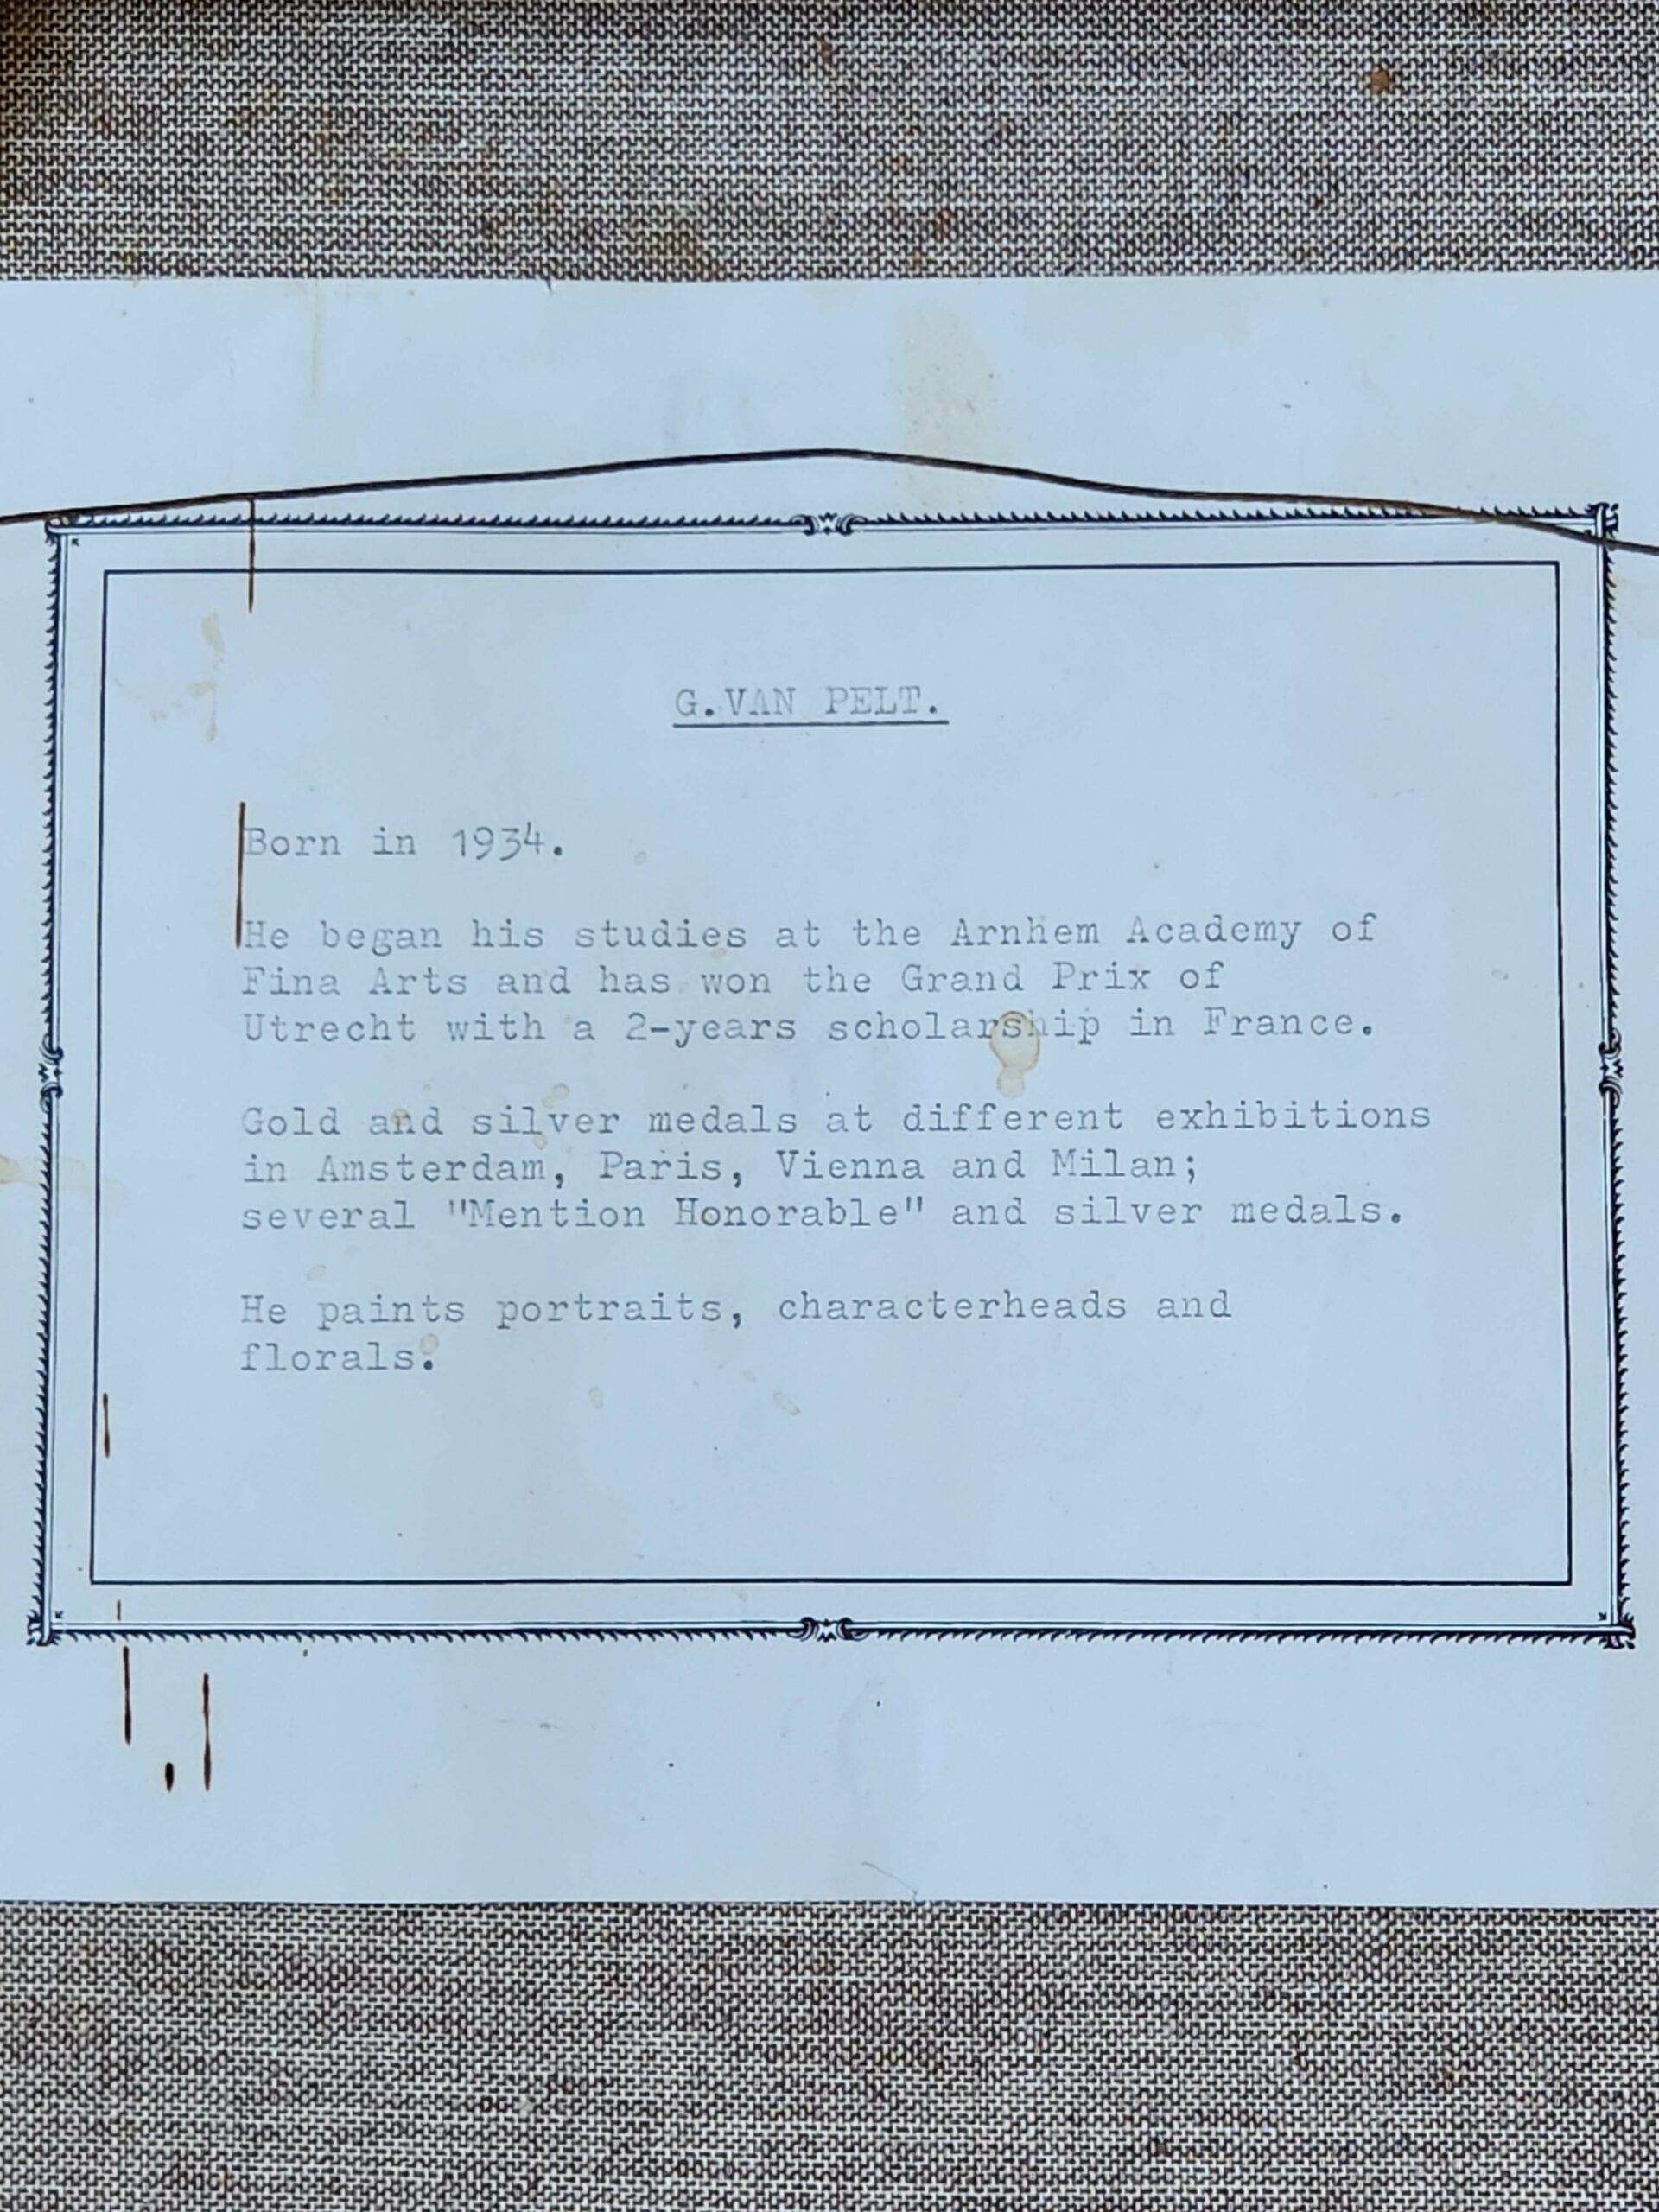 G.VAN PELT.
Born in 1934.
He began his studies at the Arnhem Academy of
Fina Arts and has won the Grand Prix of
Utrecht with a 2-years scholarship in France.
Gold and silver medals at different exhibitions
in Amsterdam, Paris, Vienna and Milan;
several "Mention Honorable" and silver medals.
He paints portraits, characterheads and
florals.